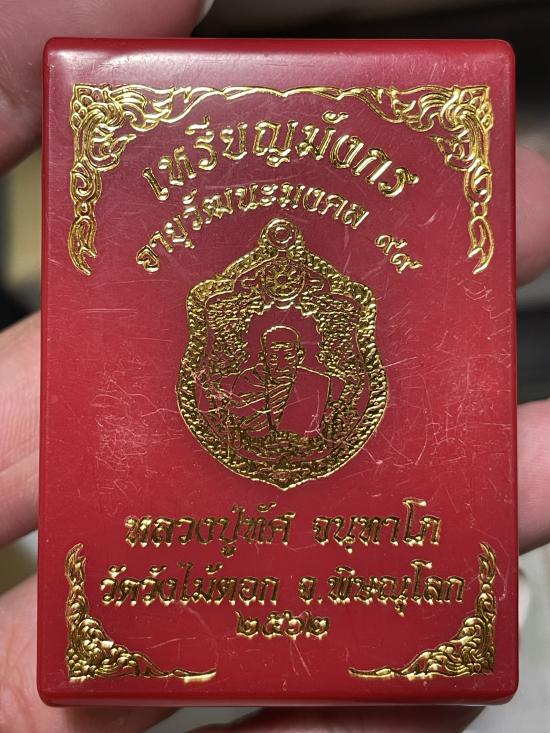 เหรียญมังกร
อายุวัฒนะมงคล ๙๙
หลวงปู่ทัศ จนฺทาโภ
วัดวังไม้ตอก จ.พิษณุโลก
๒๕๖๒